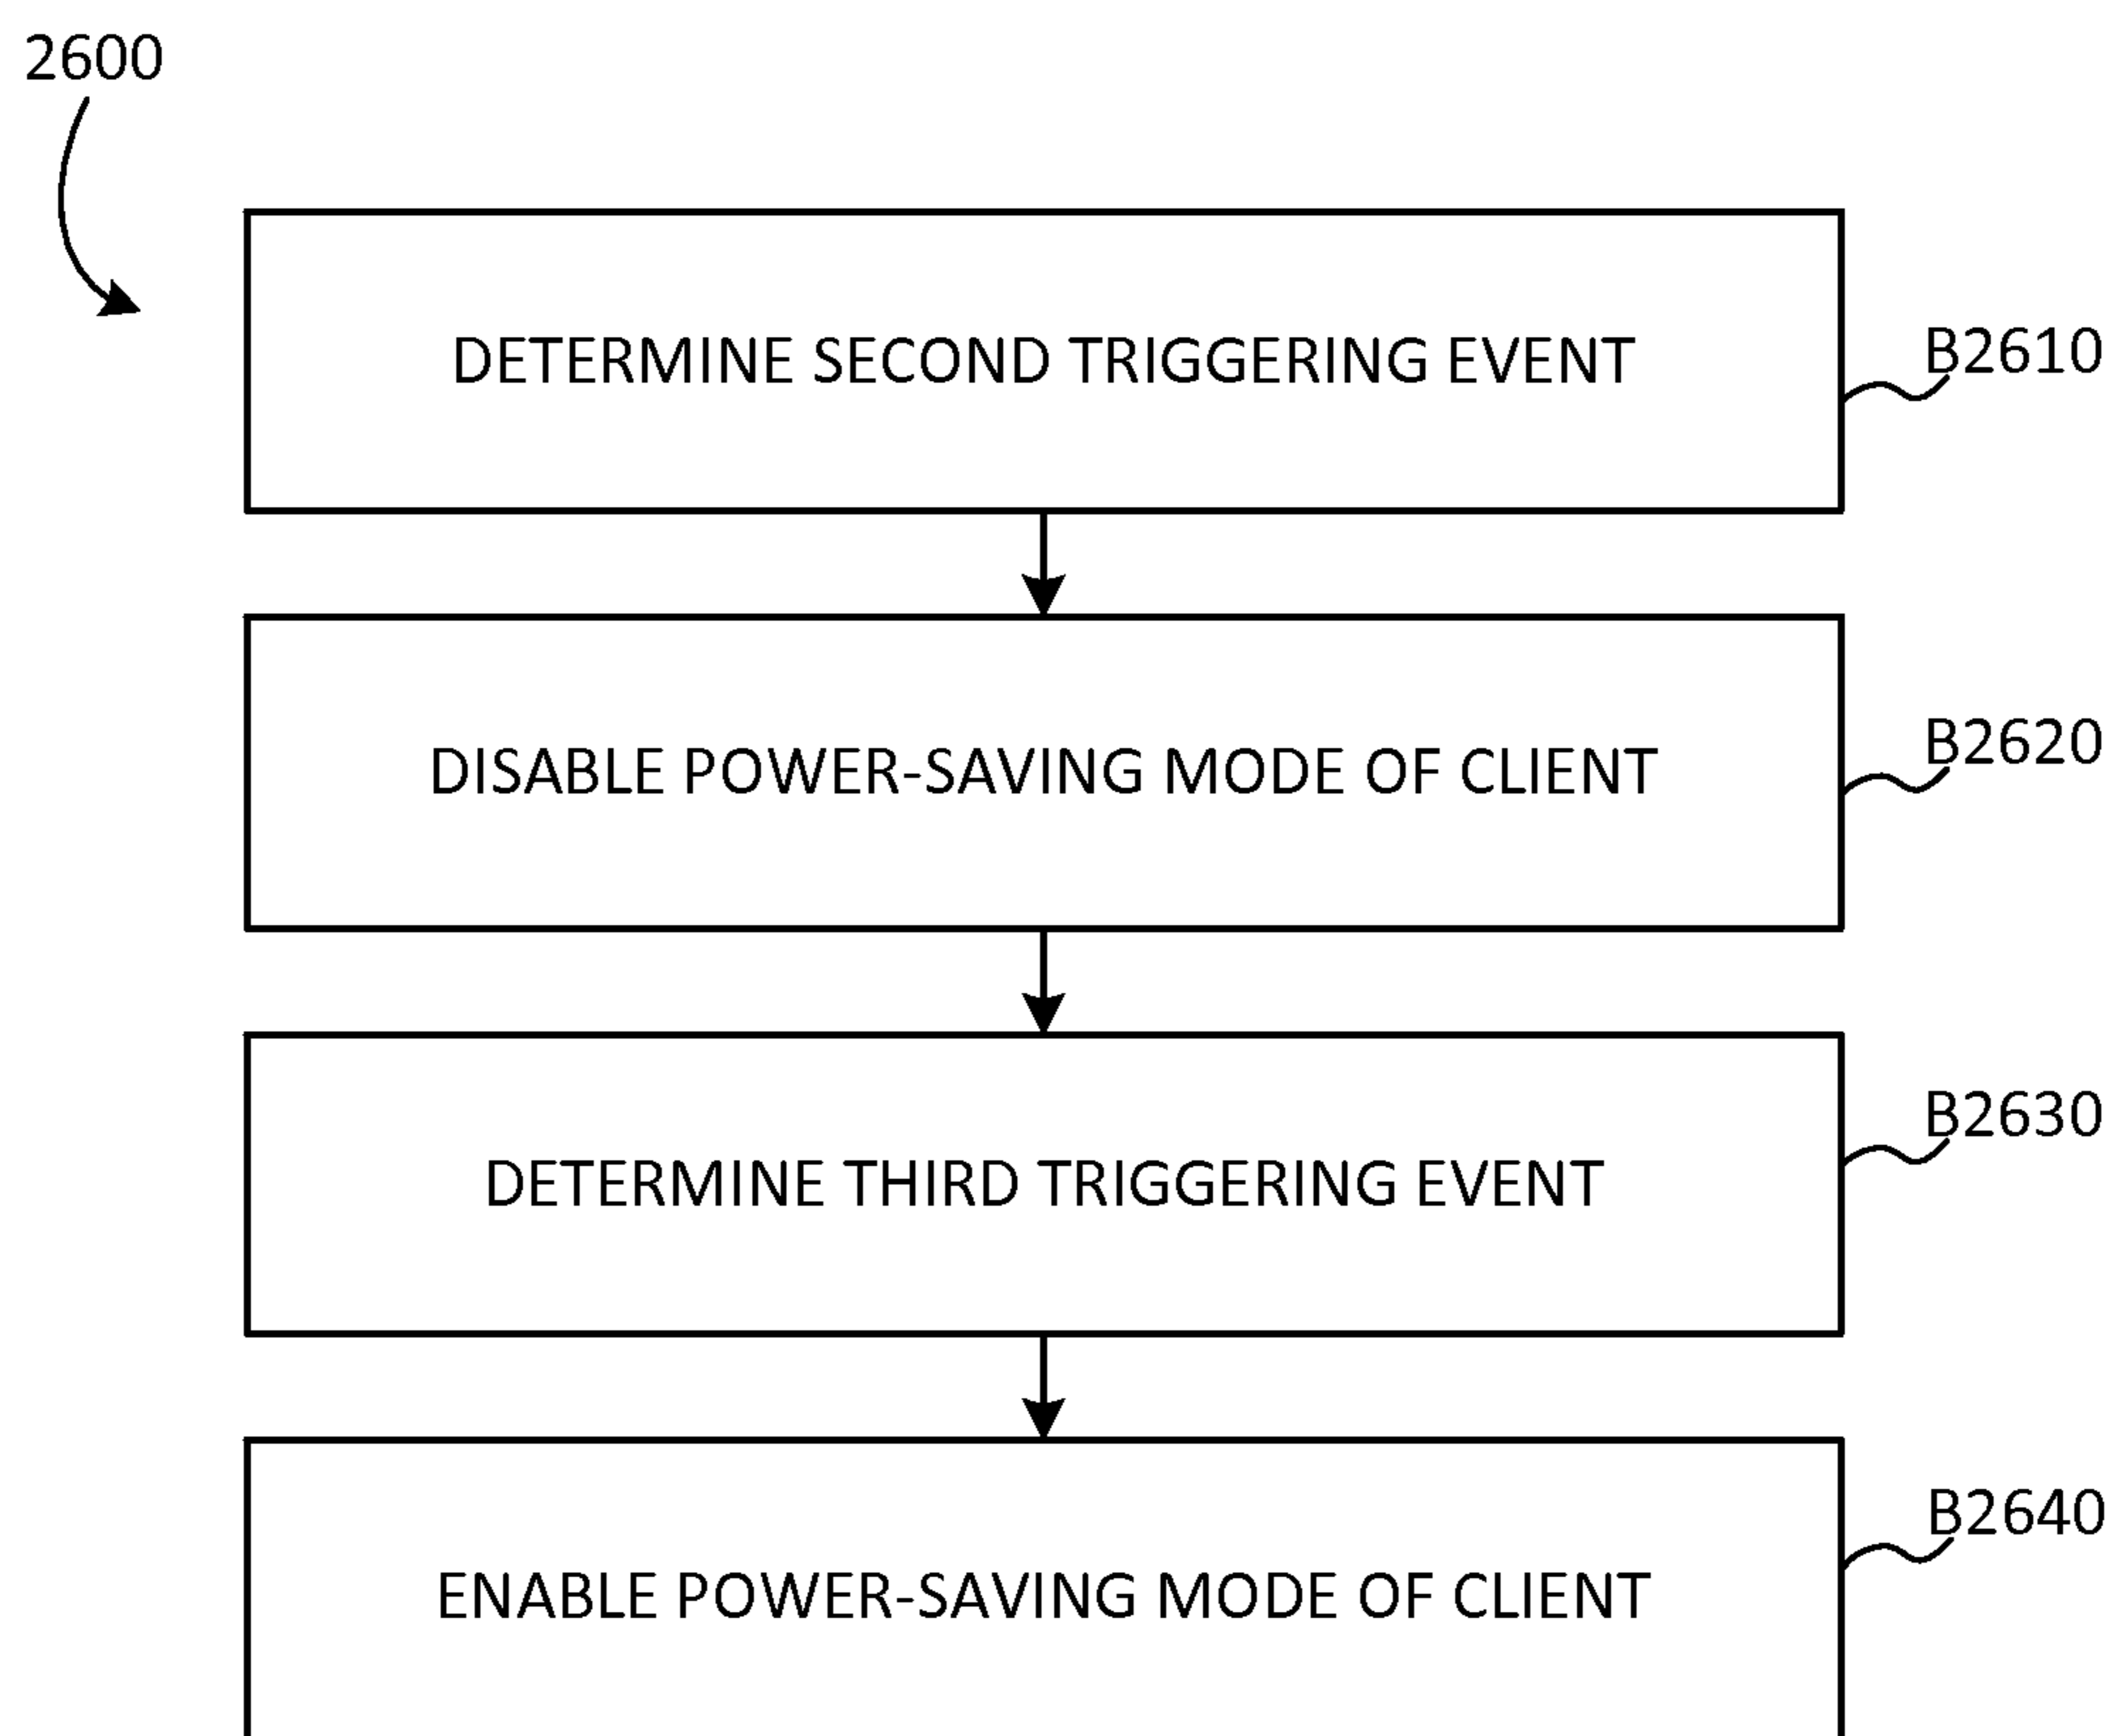 2600
DETERMINE SECOND TRIGGERING EVENT
B2610
DISABLE POWER-SAVING MODE OF CLIENT
B2620
DETERMINE THIRD TRIGGERING EVENT
B2630
ENABLE POWER-SAVING MODE OF CLIENT
B2640